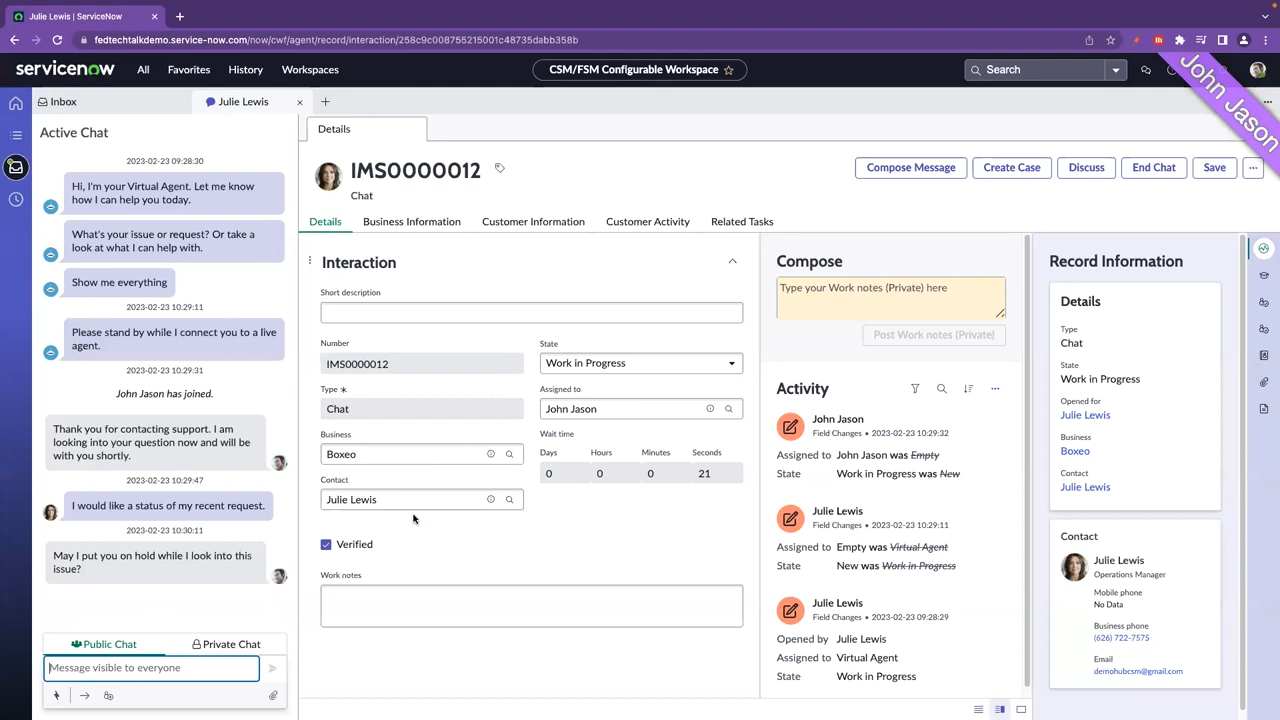 Julie Lewis | ServiceNow
fedtechtalkdemo.service-now.com/now/cwf/agent/record/interaction/258c9c008755215001c48735dabb358b
servicenow
All
Favorites
History
Workspaces
CSM/FSM Configurable Workspace
Search
John Jason
Inbox
Julie Lewis
Active Chat
2023-02-23 09:28:30
Hi, I'm your Virtual Agent. Let me know
how I can help you today.
What's your issue or request? Or take a
look at what I can help with.
Show me everything
2023-02-23 10:29:11
Please stand by while I connect you to a live
agent.
2023-02-23 10:29:31
John Jason has joined.
Thank you for contacting support. I am
looking into your question now and will be
with you shortly.
2023-02-23 10:29:47
I would like a status of my recent request.
2023-02-23 10:30:11
May I put you on hold while I look into this
issue?
Public Chat
Private Chat
Message visible to everyone
Details
IMS0000012
Chat
Compose Message
Create Case
Discuss
End Chat
Save
Details
Business Information
Customer Information
Customer Activity
Related Tasks
Interaction
Short description
Number
IMS0000012
State
Work in Progress
Type
Chat
Assigned to
John Jason
Business
Boxeo
Wait time
Days
Hours
Minutes
Seconds
0
0
0
21
Contact
Julie Lewis
Verified
Work notes
Compose
Type your Work notes (Private) here
Post Work notes (Private)
Activity
John Jason
Field Changes • 2023-02-23 10:29:32
Assigned to John Jason was Empty
State Work in Progress was New
Julie Lewis
Field Changes • 2023-02-23 10:29:11
Assigned to Empty was Virtual Agent
State New was Work in Progress
Julie Lewis
Field Changes • 2023-02-23 09:28:29
Opened by Julie Lewis
Assigned to Virtual Agent
State Work in Progress
Record Information
Details
Type
Chat
State
Work in Progress
Opened for
Julie Lewis
Business
Boxeo
Contact
Julie Lewis
Contact
Julie Lewis
Operations Manager
Mobile phone
No Data
Business phone
(626) 722-7575
Email
demohubcsm@gmail.com